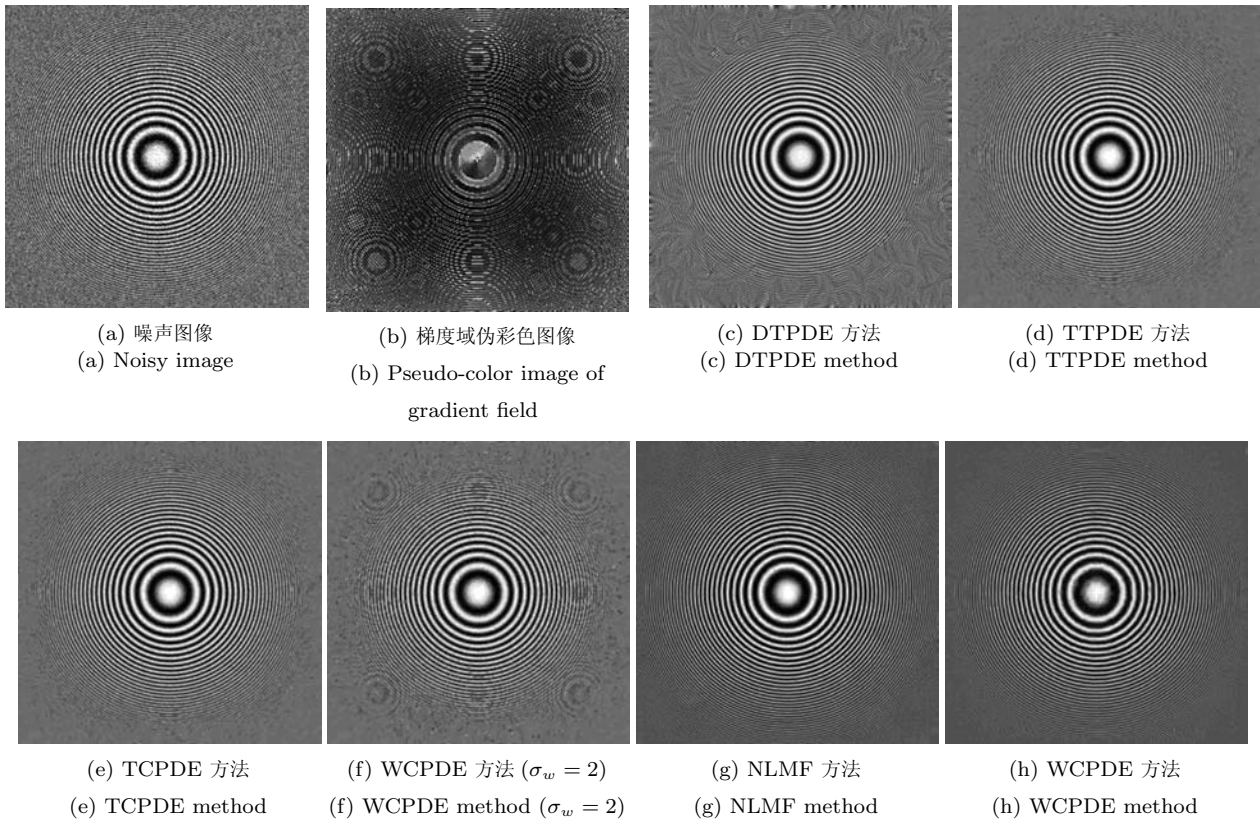 (a) 噪声图像
(a) Noisy image
(b) 梯度域伪彩色图像
(b) Pseudo-color image of
gradient field
(c) DTPDE 方法
(c) DTPDE method
(d) TTPDE 方法
(d) TTPDE method
(e) TCPDE 方法
(e) TCPDE method
(f) WCPDE 方法 (σw = 2)
(f) WCPDE method (σw = 2)
(g) NLMF 方法
(g) NLMF method
(h) WCPDE 方法
(h) WCPDE method